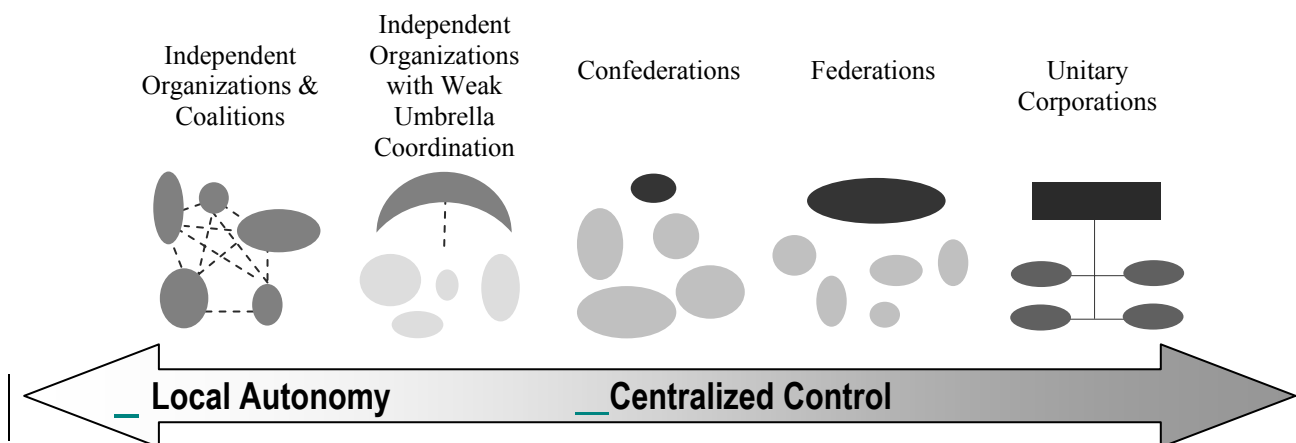 Independent
Organizations &
Coalitions
Independent
Organizations
with Weak
Umbrella
Coordination
Confederations
Federations
Unitary
Corporations
Local Autonomy
Centralized Control